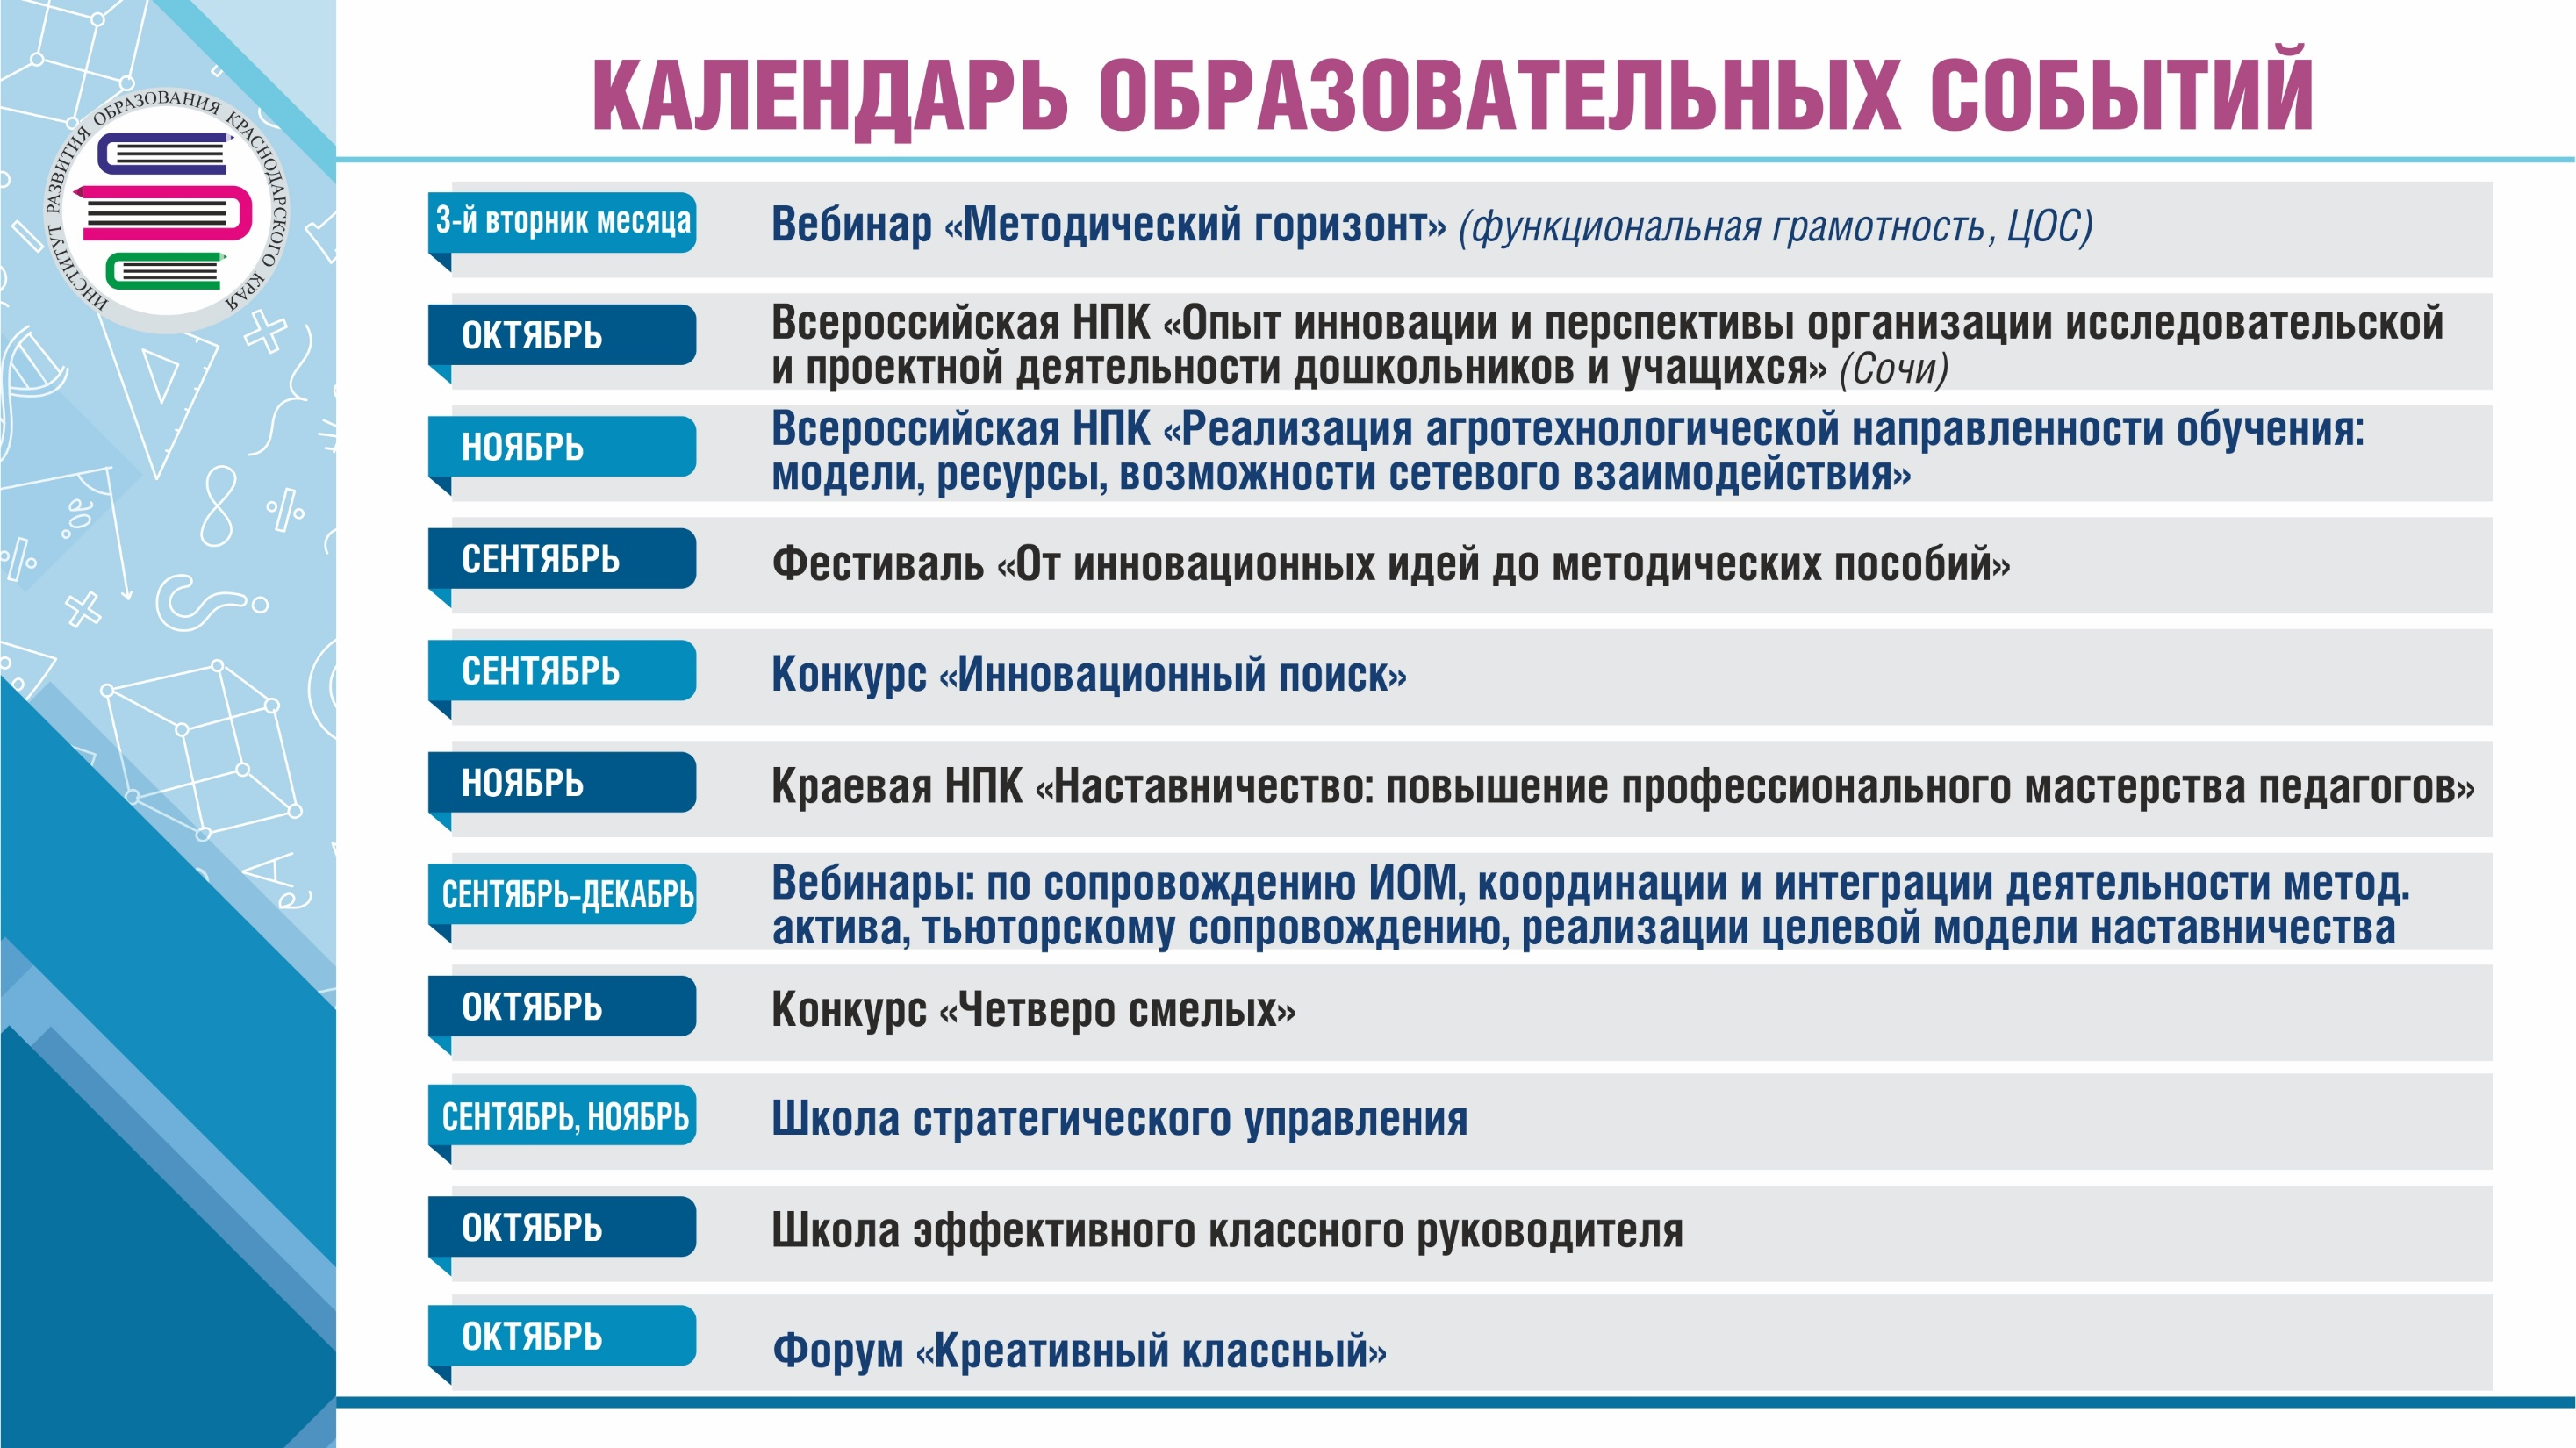 ИНСТИТУТ РАЗВИТИЯ ОБРАЗОВАНИЯ КРАСНОДАРСКОГО КРАЯ
КАЛЕНДАРЬ ОБРАЗОВАТЕЛЬНЫХ СОБЫТИЙ
3-й вторник месяца
Вебинар «Методический горизонт» (функциональная грамотность, ЦОС)
ОКТЯБРЬ
Всероссийская НПК «Опыт инновации и перспективы организации исследовательской
и проектной деятельности дошкольников и учащихся» (Сочи)
НОЯБРЬ
Всероссийская НПК «Реализация агротехнологической направленности обучения:
модели, ресурсы, возможности сетевого взаимодействия»
СЕНТЯБРЬ
Фестиваль «От инновационных идей до методических пособий»
СЕНТЯБРЬ
Конкурс «Инновационный поиск»
НОЯБРЬ
Краевая НПК «Наставничество: повышение профессионального мастерства педагогов»
СЕНТЯБРЬ-ДЕКАБРЬ
Вебинары: по сопровождению ИОМ, координации и интеграции деятельности метод.
актива, тьюторскому сопровождению, реализации целевой модели наставничества
ОКТЯБРЬ
Конкурс «Четверо смелых»
СЕНТЯБРЬ, НОЯБРЬ
Школа стратегического управления
ОКТЯБРЬ
Школа эффективного классного руководителя
ОКТЯБРЬ
Форум «Креативный классный»